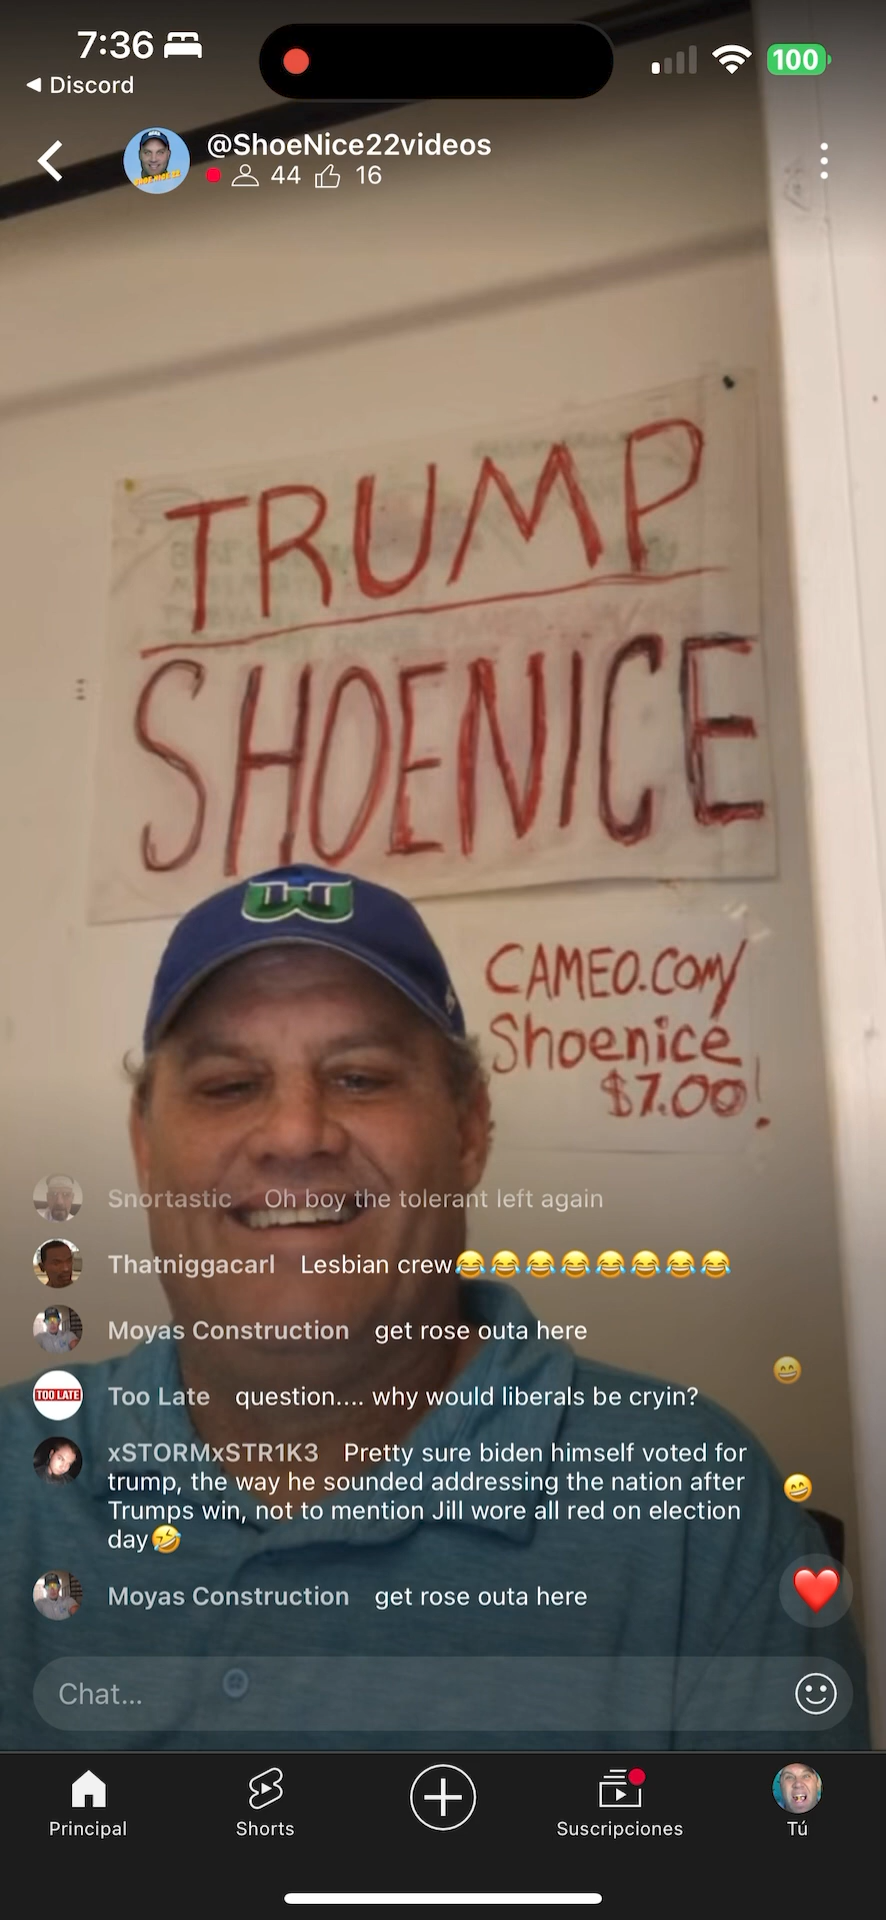 7:36
100
Discord
@ShoeNice22videos
44 16
TRUMP
SHOENICE
CAMEO.COM/
Shoenice
$7.00!
Snortastic Oh boy the tolerant left again
Thatniggacarl Lesbian crew😂😂😂😂😂😂😂😂
Moyas Construction get rose outa here
TOO LATE
Too Late question.... why would liberals be cryin?
xSTORMxSTR1K3 Pretty sure biden himself voted for
trump, the way he sounded addressing the nation after
Trumps win, not to mention Jill wore all red on election
day🤣
Moyas Construction get rose outa here
Chat...
Principal
Shorts
Suscripciones
Tú